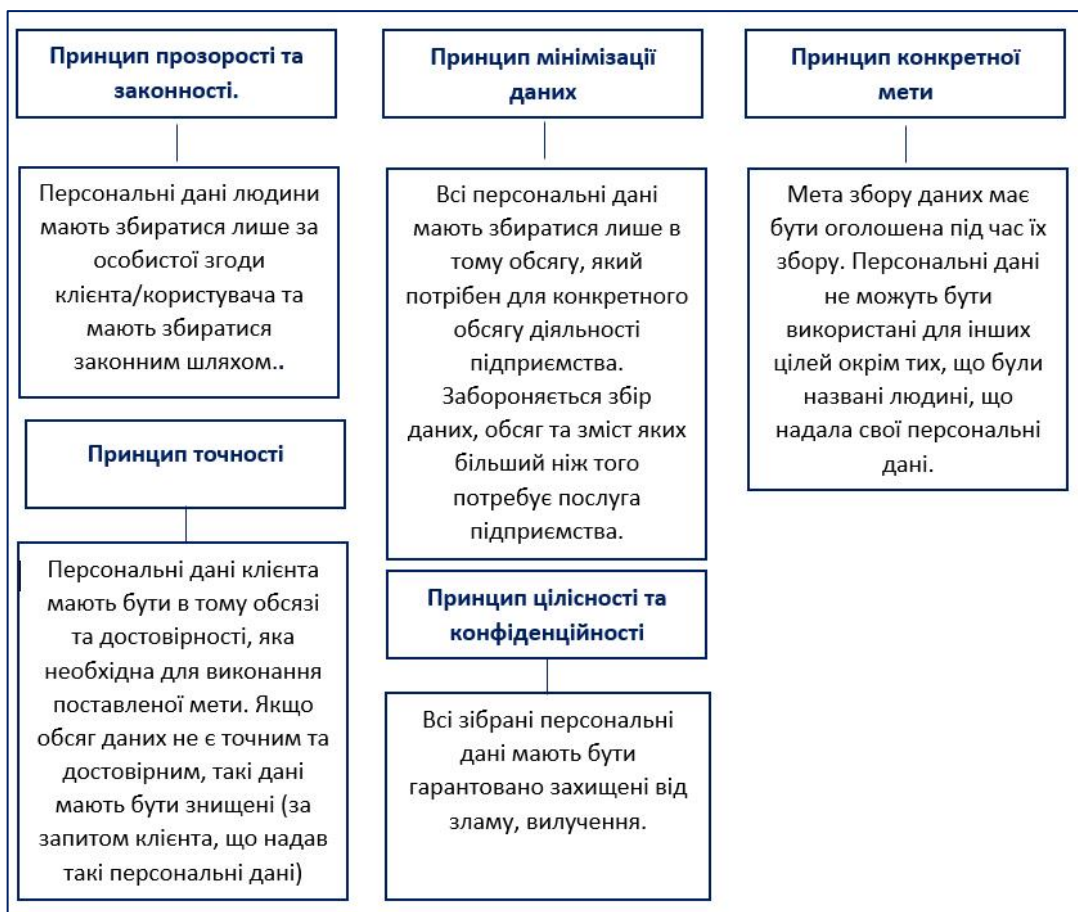 Принцип прозорості та
законності.
Персональні дані людини
мають збиратися лише за
особистої згоди
клієнта/користувача та
мають збиратися
законним шляхом..
Принцип точності
Персональні дані клієнта
мають бути в тому обсязі
та достовірності, яка
необхідна для виконання
поставленої мети. Якщо
обсяг даних не є точним та
достовірним, такі дані
мають бути знищені (за
запитом клієнта, що надав
такі персональні дані)
Принцип мінімізації
даних
Всі персональні дані
мають збиратися лише в
тому обсягу, який
потрібен для конкретного
обсягу діяльності
підприємства.
Забороняється збір
даних, обсяг та зміст яких
більший ніж того
потребує послуга
підприємства.
Принцип цілісності та
конфіденційності
Всі зібрані персональні
дані мають бути
гарантовано захищені від
зламу, вилучення.
Принцип конкретної
мети
Мета збору даних має
бути оголошена під час їх
збору. Персональні дані
не можуть бути
використані для інших
цілей окрім тих, що були
названі людині, що
надала свої персональні
дані.